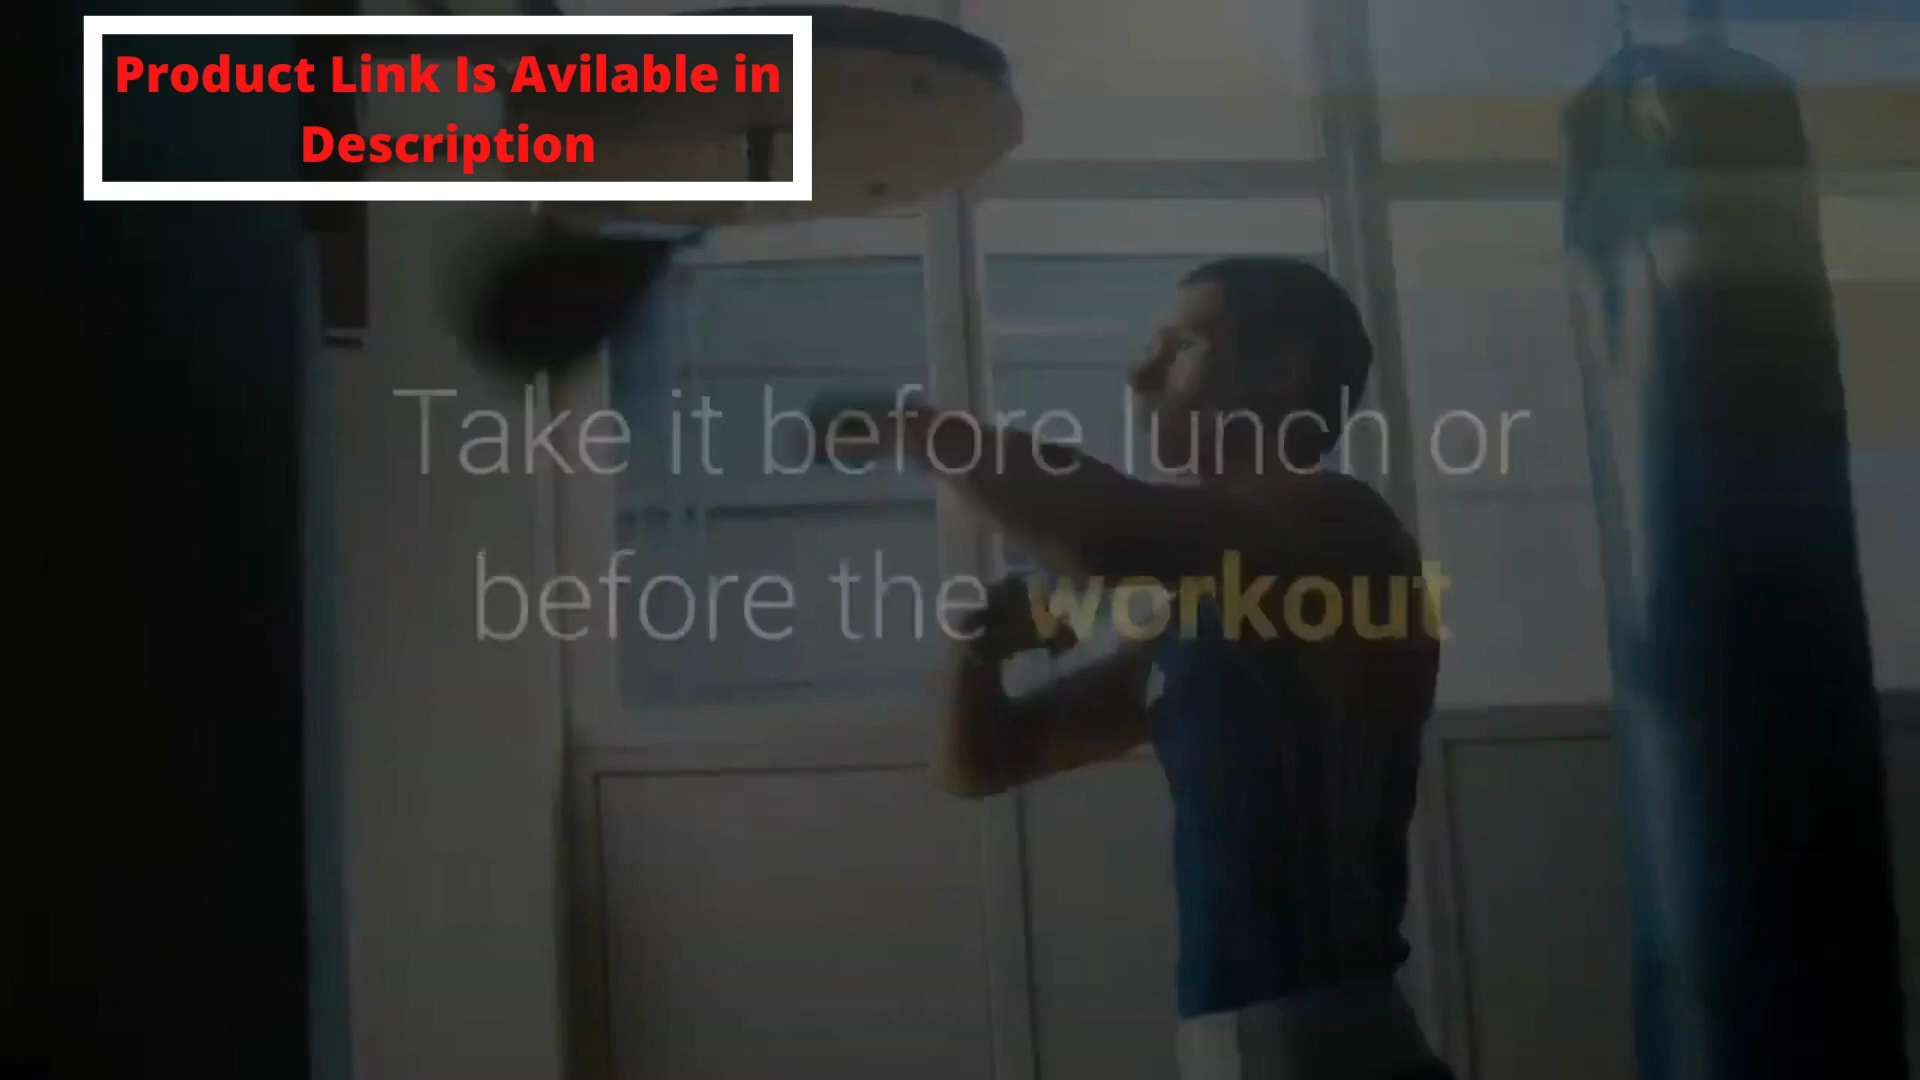 Product Link Is Avilable in
Description
Take it before lunch or
before the workout